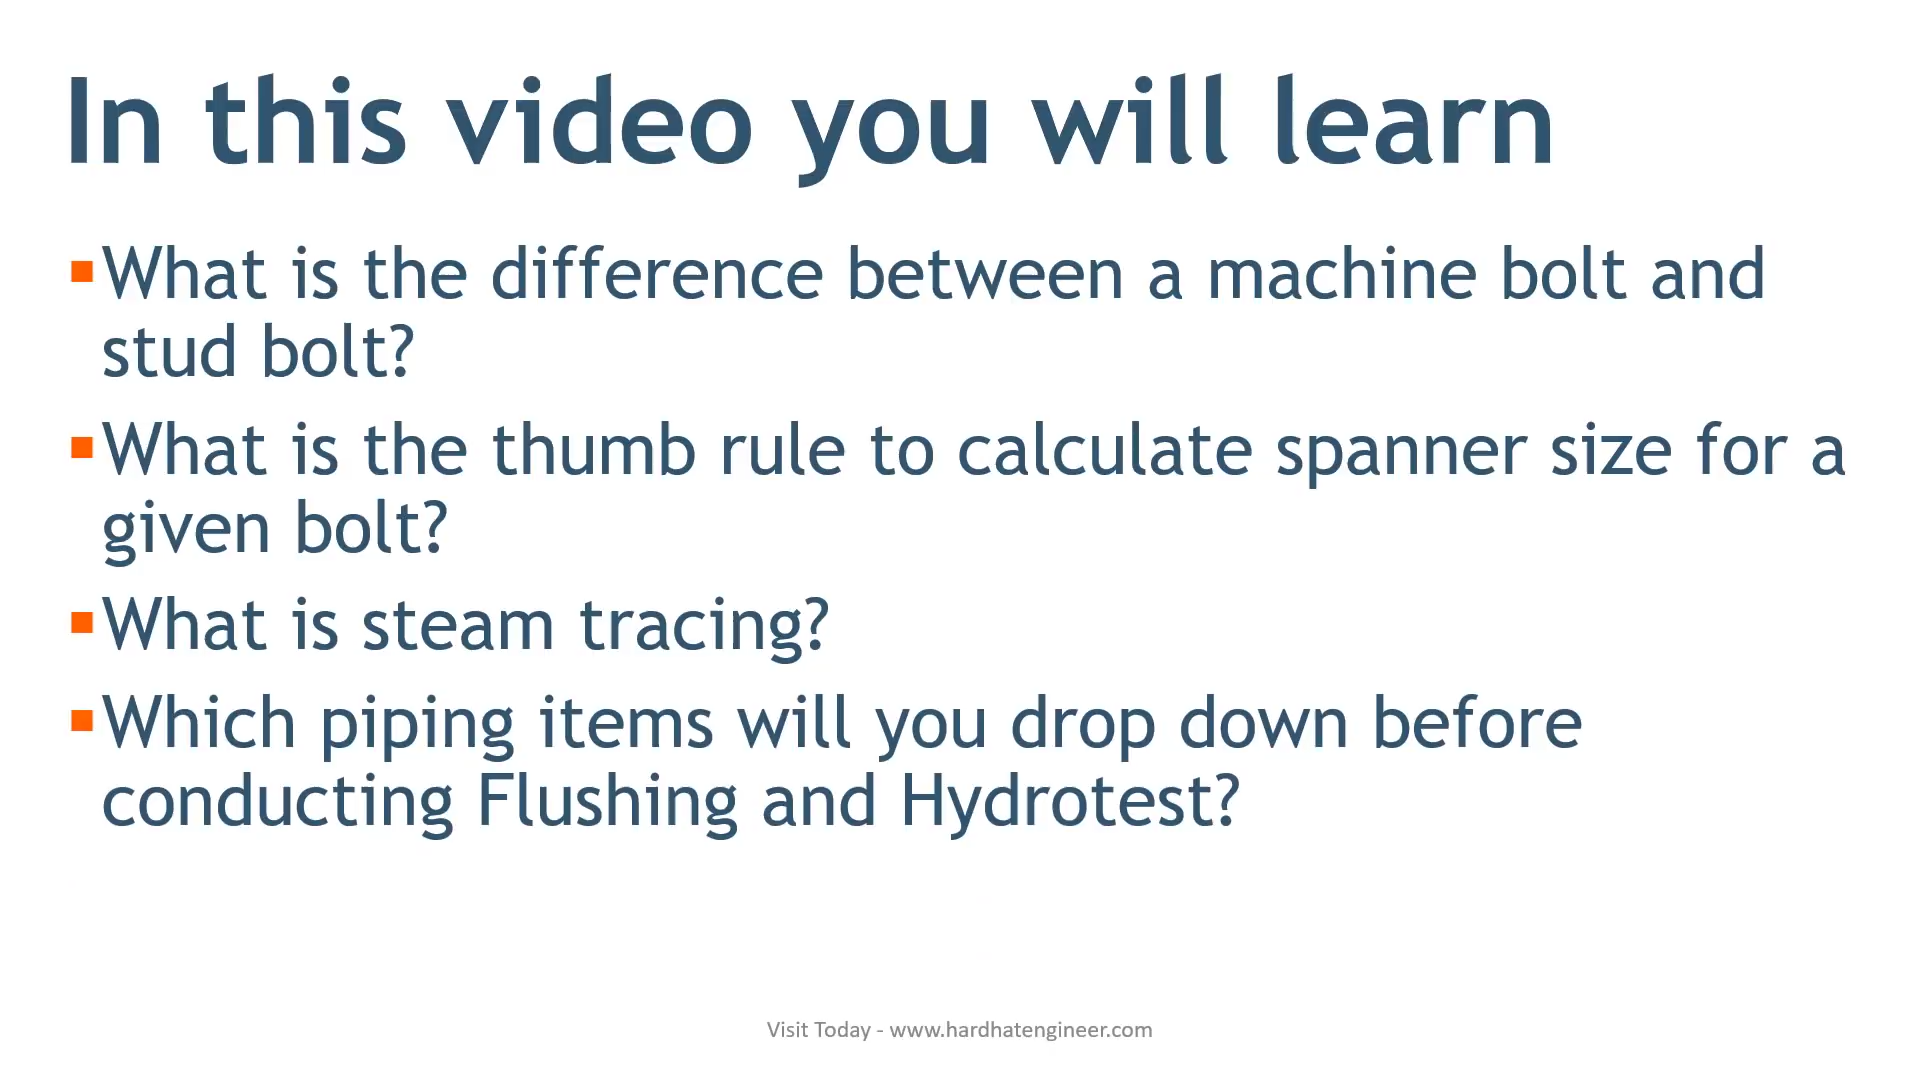 In this video you will learn
▪What is the difference between a machine bolt and
stud bolt?
▪What is the thumb rule to calculate spanner size for a
given bolt?
▪What is steam tracing?
▪Which piping items will you drop down before
conducting Flushing and Hydrotest?
Visit Today - www.hardhatengineer.com